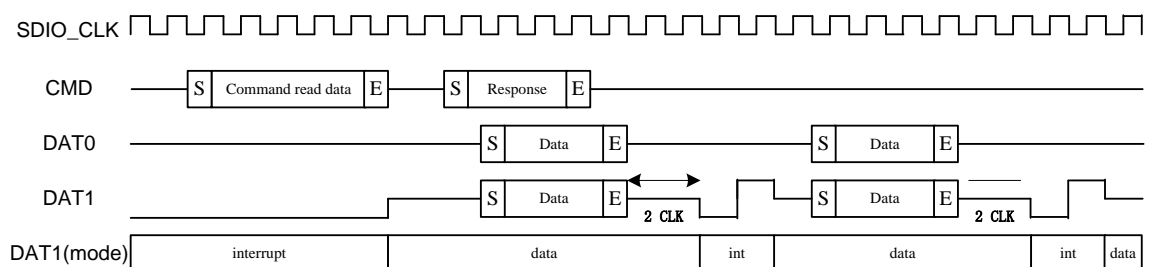 SDIO_CLK
CMD S Command read data E S Response E
DAT0 S Data E S Data E
DAT1 S Data E 2 CLK S Data E 2 CLK
DAT1(mode) interrupt data int data int data